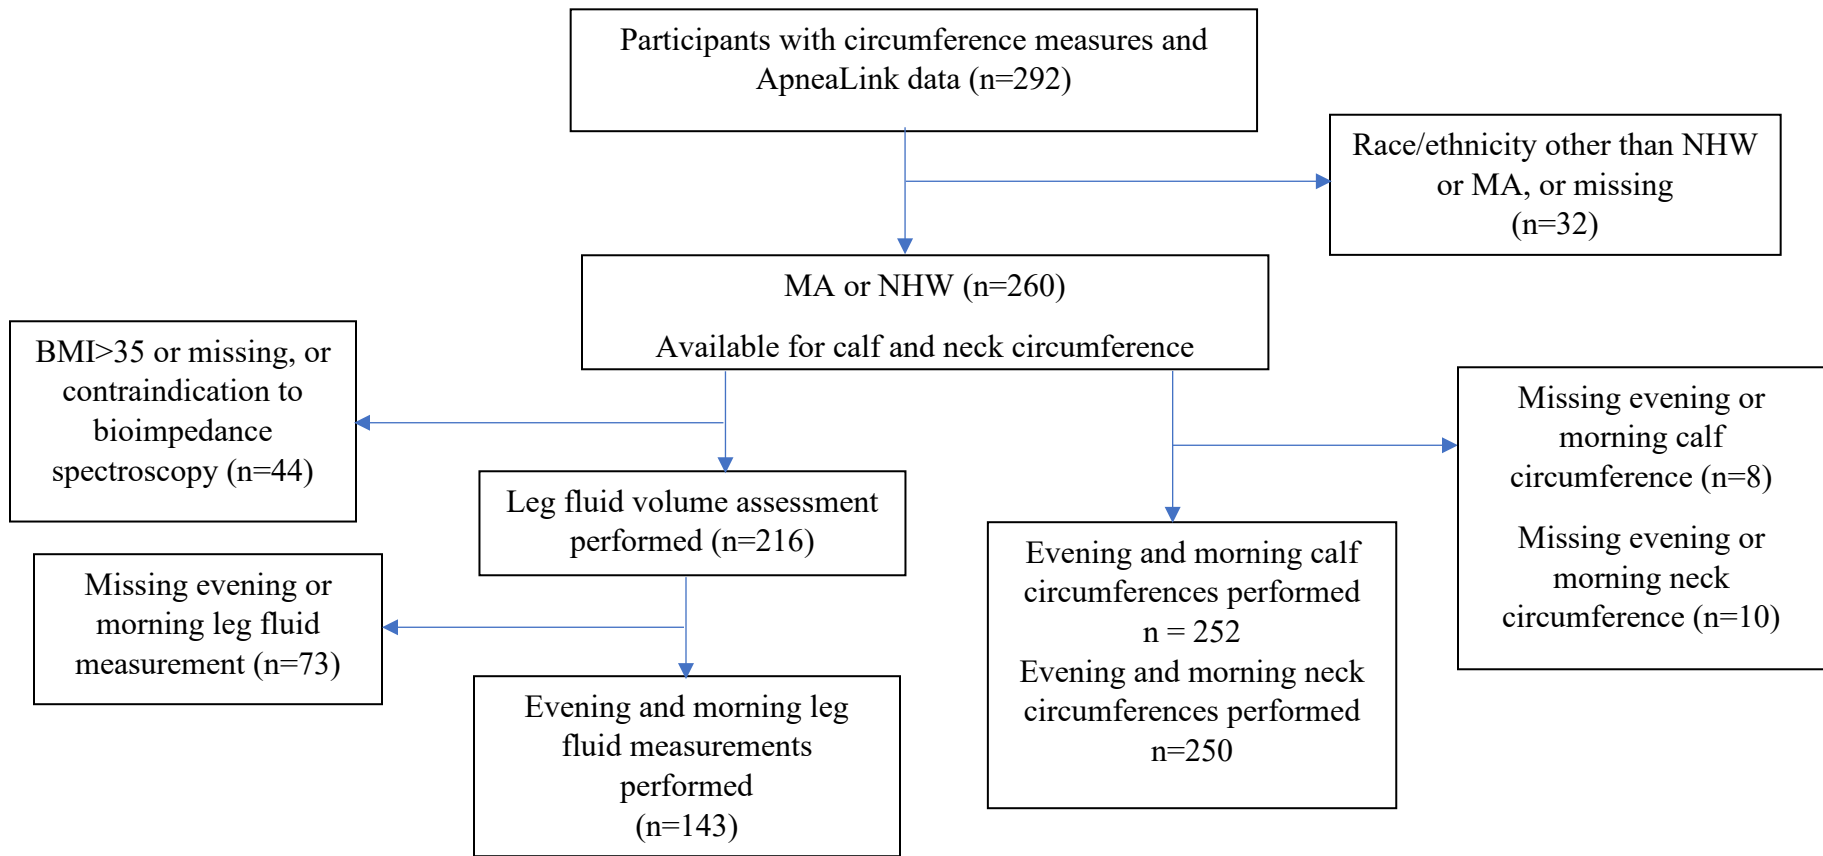 Participants with circumference measures and
ApneaLink data (n=292)
Race/ethnicity other than NHW
or MA, or missing
(n=32)
MA or NHW (n=260)
Available for calf and neck circumference
BMI>35 or missing, or
contraindication to
bioimpedance
spectroscopy (n=44)
Missing evening or
morning calf
circumference (n=8)
Missing evening or
morning neck
circumference (n=10)
Leg fluid volume assessment
performed (n=216)
Evening and morning calf
circumferences performed
n = 252
Evening and morning neck
circumferences performed
n=250
Missing evening or
morning leg fluid
measurement (n=73)
Evening and morning leg
fluid measurements
performed
(n=143)